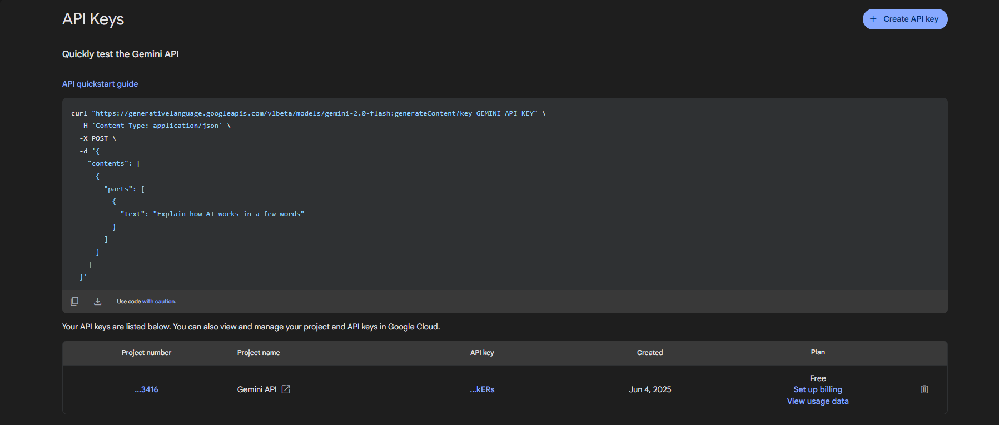 API Keys
+ Create API key
Quickly test the Gemini API
API quickstart guide
curl "https://generativelanguage.googleapis.com/v1beta/models/gemini-2.0-flash:generateContent?key=GEMINI_API_KEY" \
  -H 'Content-Type: application/json' \
  -X POST \
  -d '{
    "contents": [
      {
        "parts": [
          {
            "text": "Explain how AI works in a few words"
          }
        ]
      }
    ]
  }'
Use code with caution.
Your API keys are listed below. You can also view and manage your project and API keys in Google Cloud.
Project number Project name API key Created Plan
...3416 Gemini API ...kERs Jun 4, 2025 Free
Set up billing
View usage data